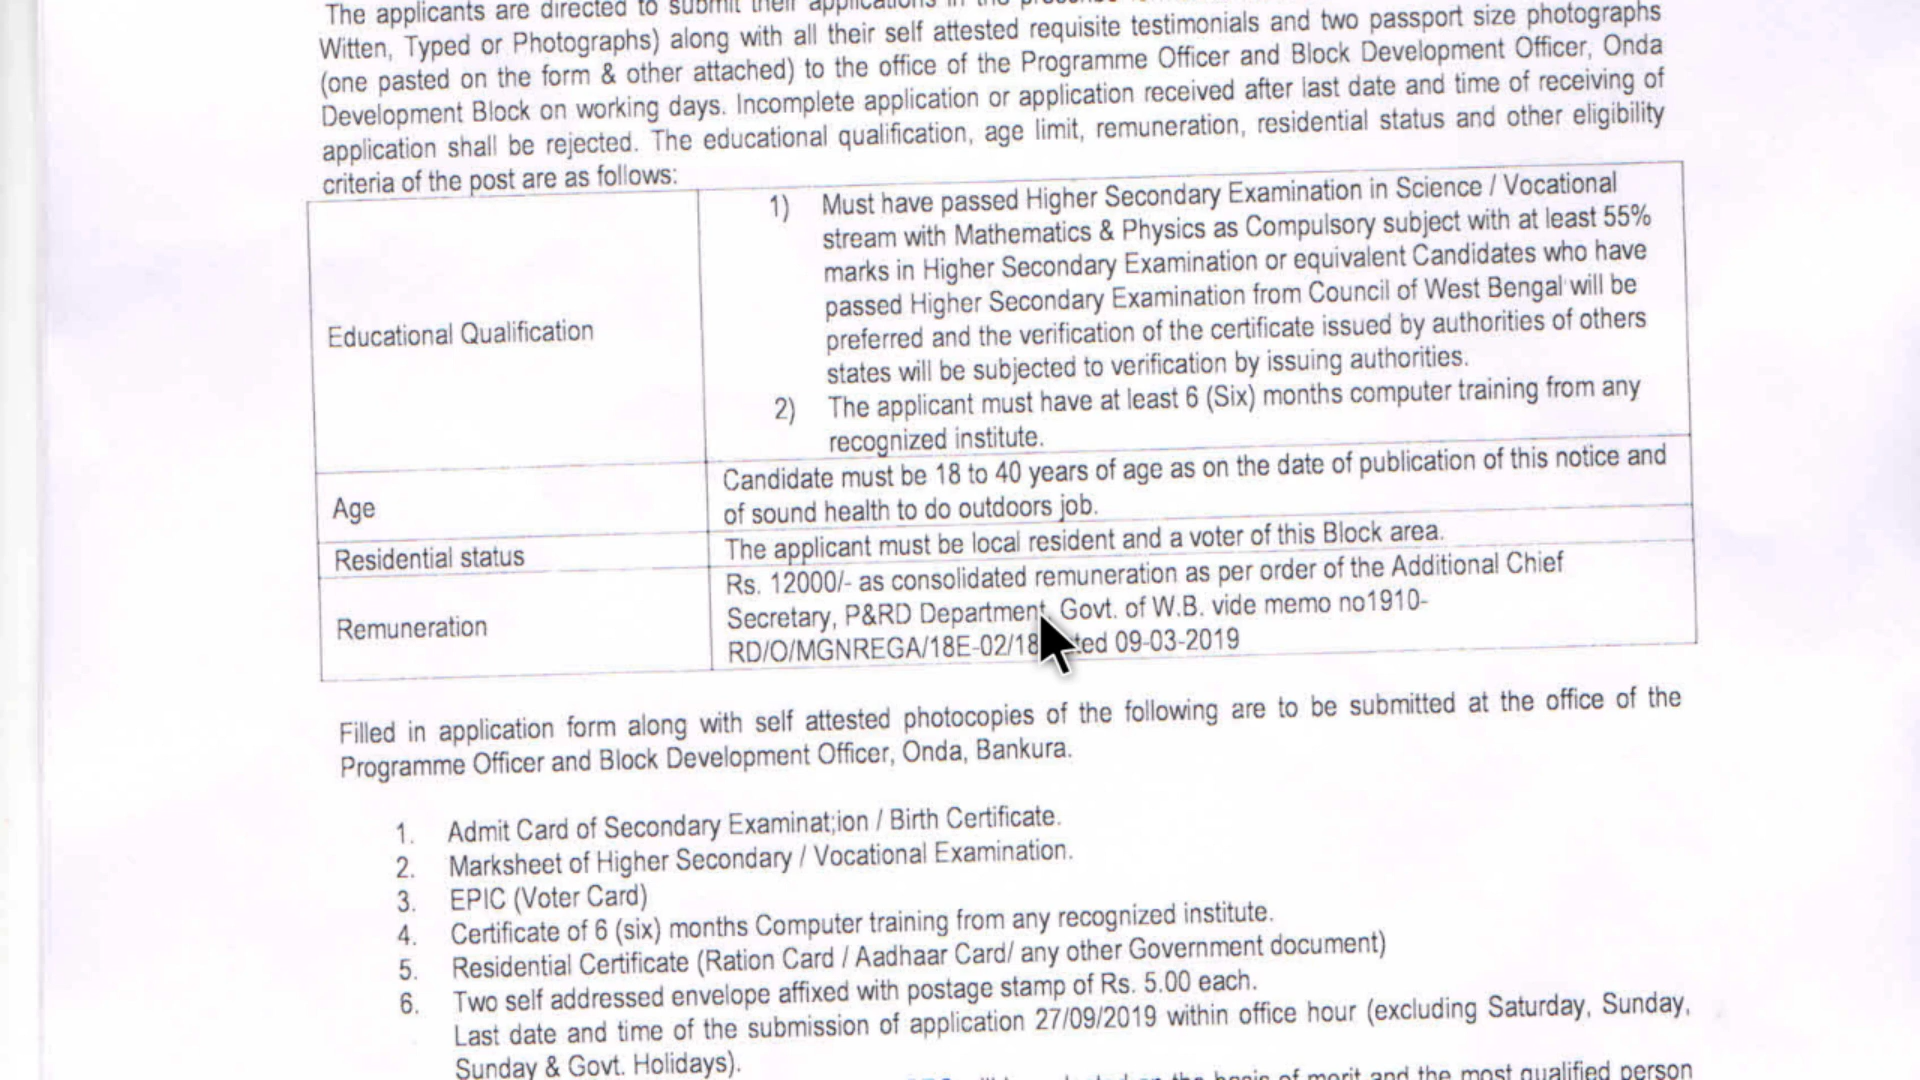 The applicants are directed to submit their applications in the
Witten, Typed or Photographs) along with all their self attested requisite testimonials and two passport size photographs
(one pasted on the form & other attached) to the office of the Programme Officer and Block Development Officer, Onda
Development Block on working days. Incomplete application or application received after last date and time of receiving of
application shall be rejected. The educational qualification, age limit, remuneration, residential status and other eligibility
criteria of the post are as follows:
Educational Qualification
1) Must have passed Higher Secondary Examination in Science / Vocational
stream with Mathematics & Physics as Compulsory subject with at least 55%
marks in Higher Secondary Examination or equivalent Candidates who have
passed Higher Secondary Examination from Council of West Bengal will be
preferred and the verification of the certificate issued by authorities of others
states will be subjected to verification by issuing authorities.
2) The applicant must have at least 6 (Six) months computer training from any
recognized institute.
Age
Candidate must be 18 to 40 years of age as on the date of publication of this notice and
of sound health to do outdoors job.
Residential status
The applicant must be local resident and a voter of this Block area.
Remuneration
Rs. 12000/- as consolidated remuneration as per order of the Additional Chief
Secretary, P&RD Department, Govt. of W.B. vide memo no1910-
RD/O/MGNREGA/18E-02/18 09-03-2019
Filled in application form along with self attested photocopies of the following are to be submitted at the office of the
Programme Officer and Block Development Officer, Onda, Bankura.
1. Admit Card of Secondary Examinat;ion / Birth Certificate.
2. Marksheet of Higher Secondary / Vocational Examination.
3. EPIC (Voter Card)
4. Certificate of 6 (six) months Computer training from any recognized institute.
5. Residential Certificate (Ration Card / Aadhaar Card/ any other Government document)
6. Two self addressed envelope affixed with postage stamp of Rs. 5.00 each.
Last date and time of the submission of application 27/09/2019 within office hour (excluding Saturday, Sunday,
Sunday & Govt. Holidays).
basis of merit and the most qualified person